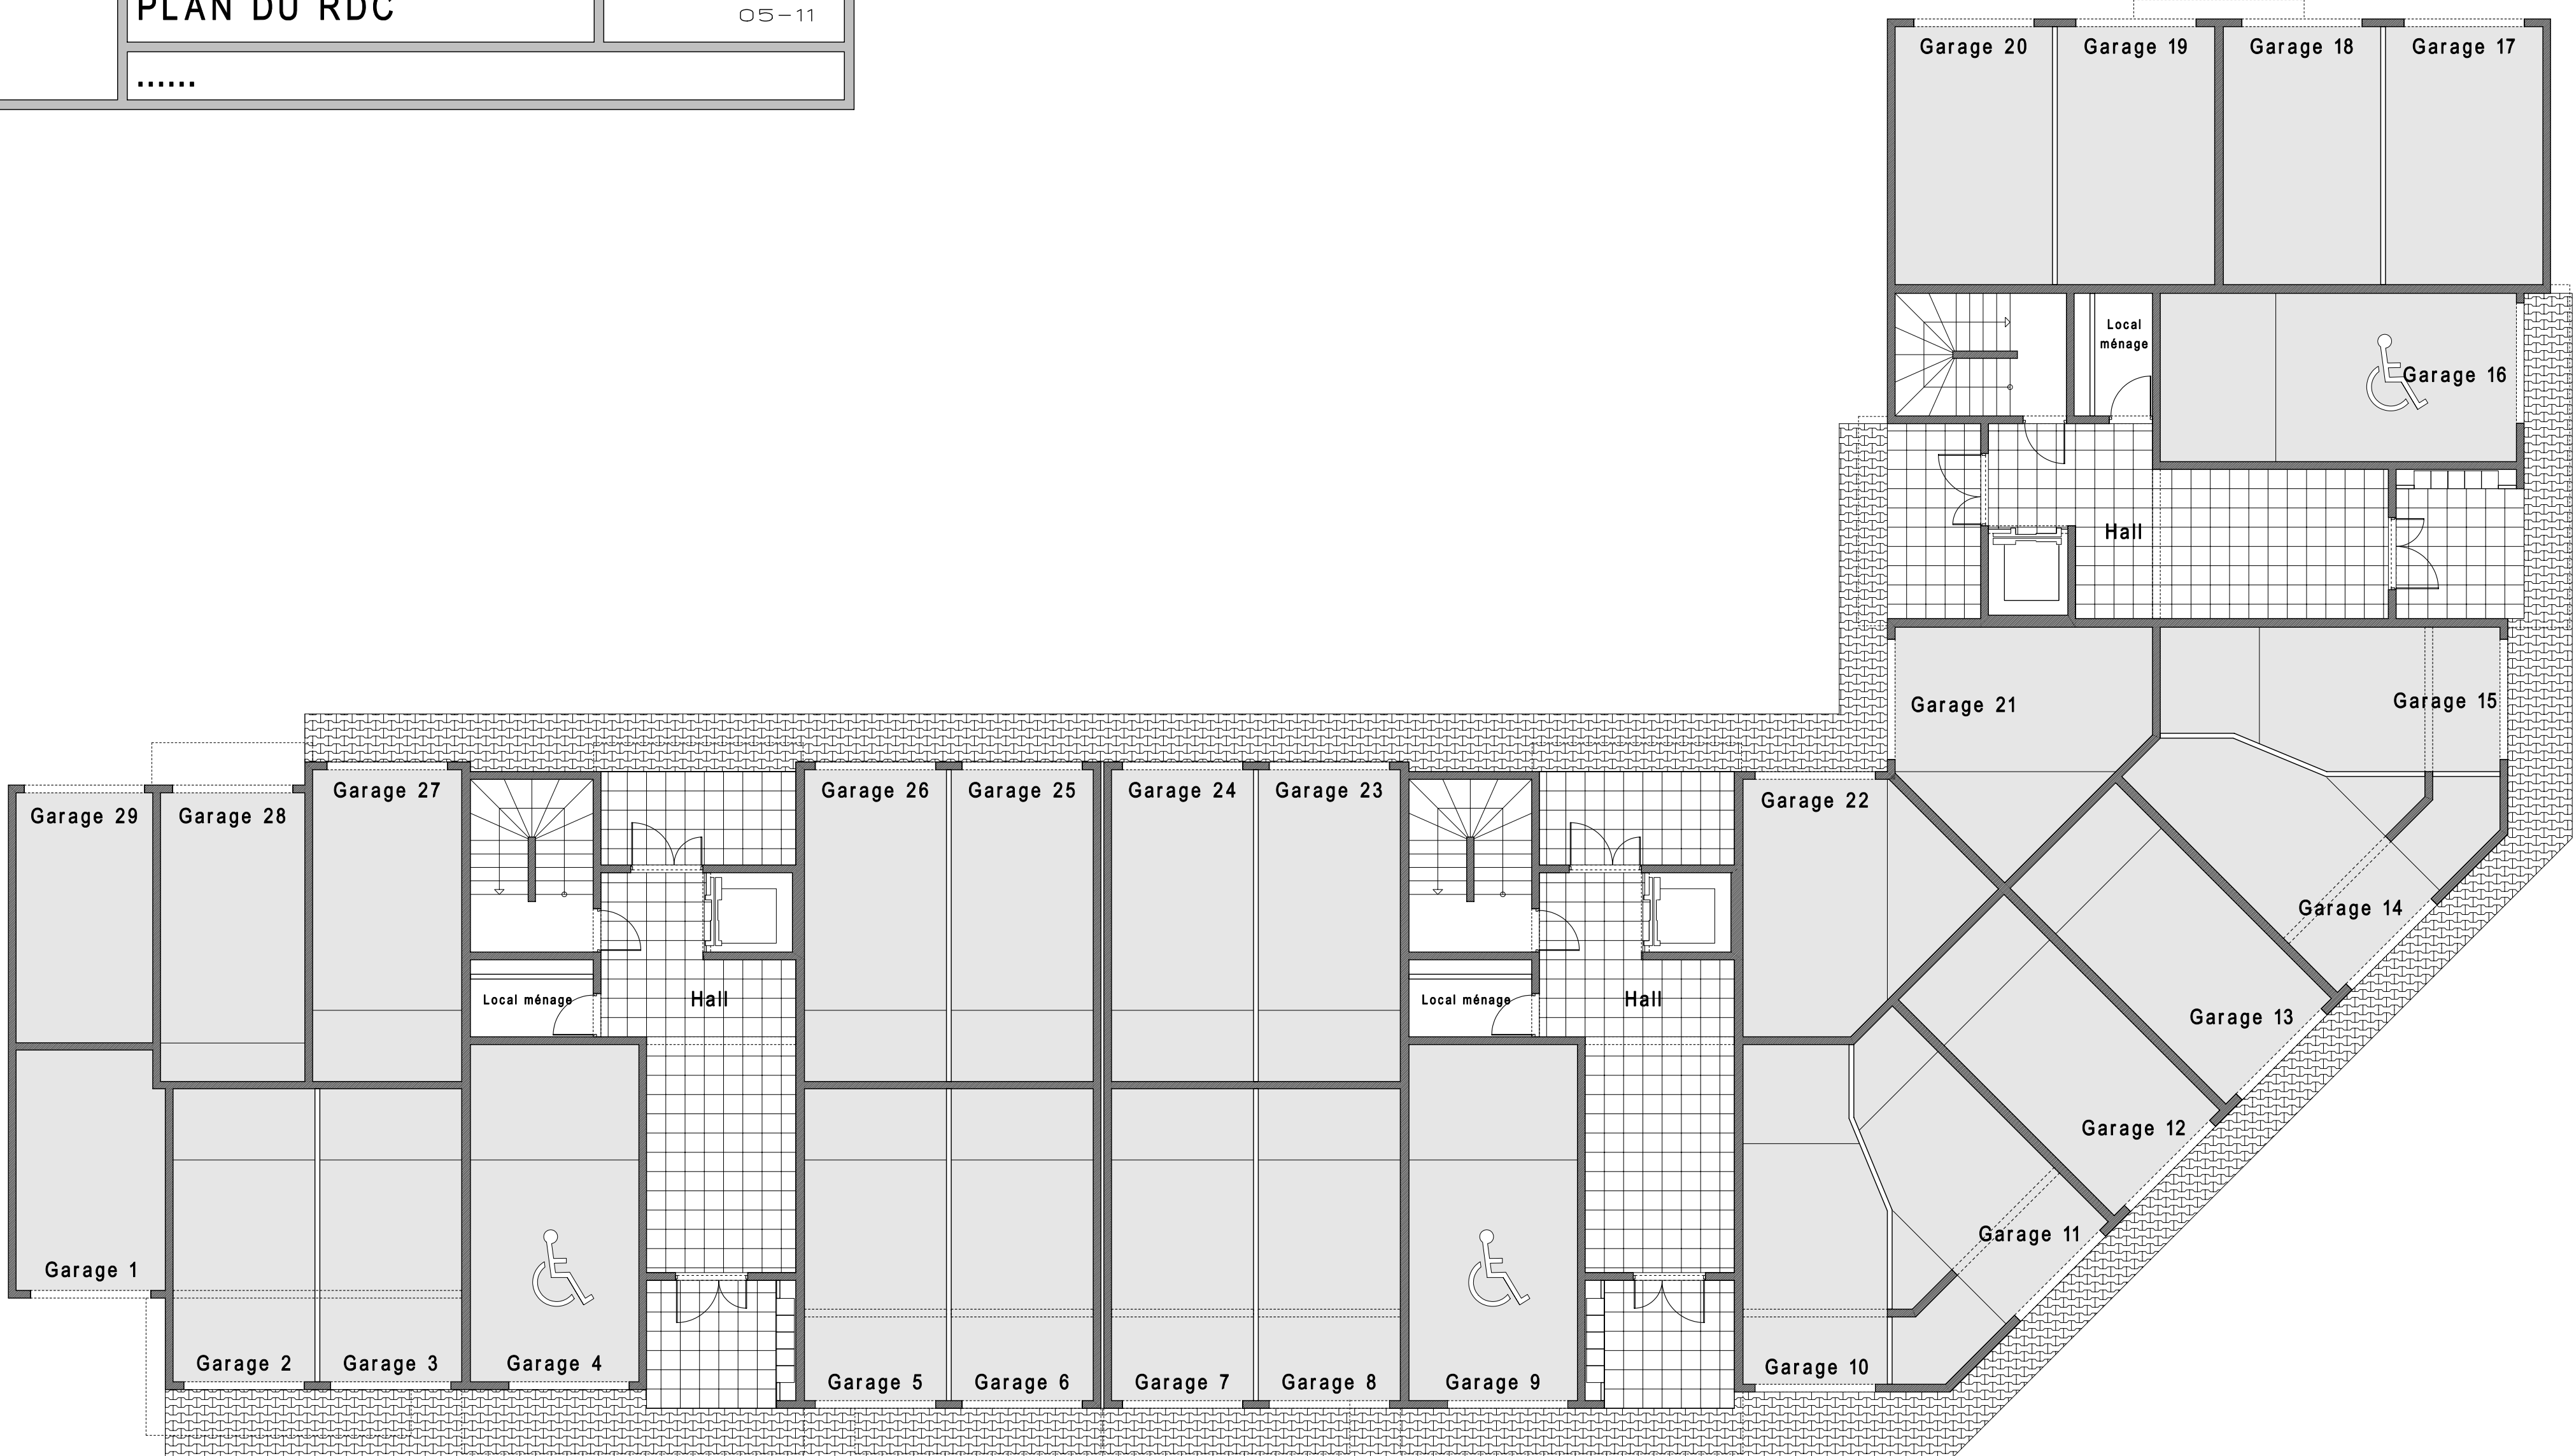 PLAN DU RDC
05-11
......
Garage 20
Garage 19
Garage 18
Garage 17
Local
ménage
Garage 16
Hall
Garage 21
Garage 15
Garage 29
Garage 28
Garage 27
Garage 26
Garage 25
Garage 24
Garage 23
Garage 22
Garage 14
Local ménage
Hall
Local ménage
Hall
Garage 13
Garage 12
Garage 11
Garage 1
Garage 2
Garage 3
Garage 4
Garage 5
Garage 6
Garage 7
Garage 8
Garage 9
Garage 10